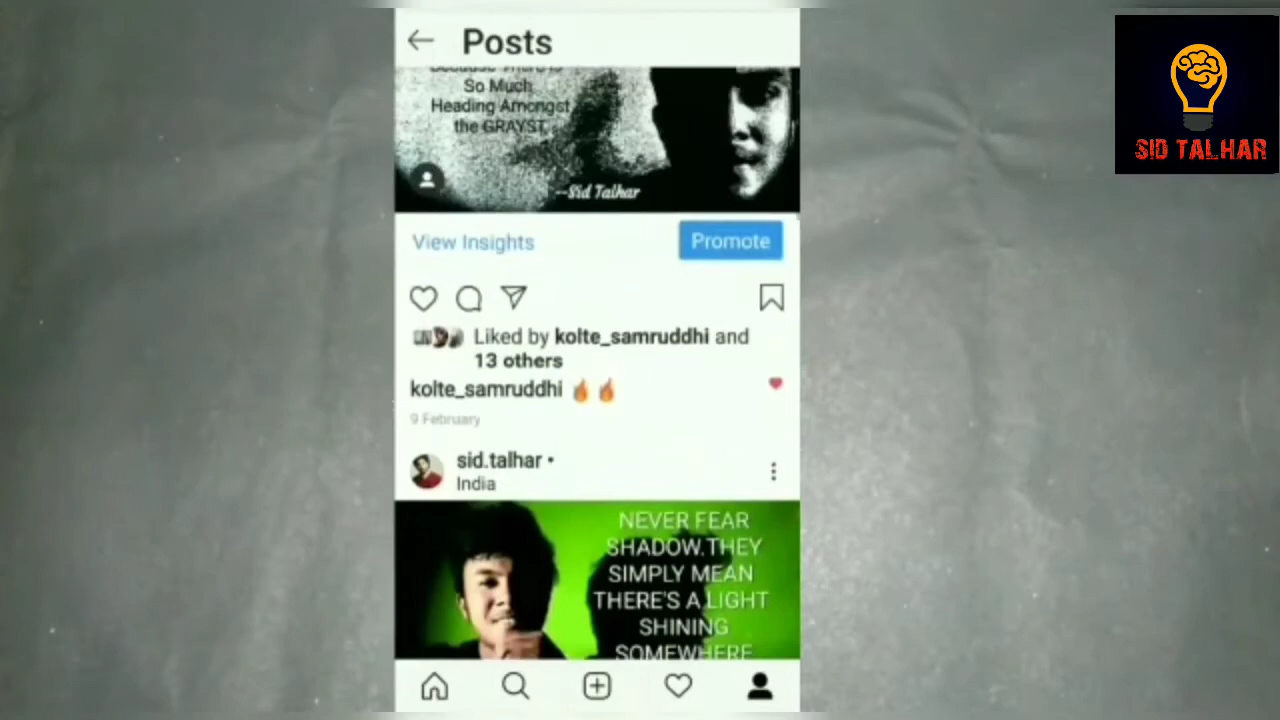 Posts
SID TALHAR
So Much
Heading Amongst
the GRAYST.
--Sid Talhar
View Insights
Promote
Liked by kolte_samruddhi and
13 others
kolte_samruddhi 🔥🔥
9 February
sid.talhar •
India
NEVER FEAR
SHADOW.THEY
SIMPLY MEAN
THERE'S A LIGHT
SHINING
SOMEWHERE